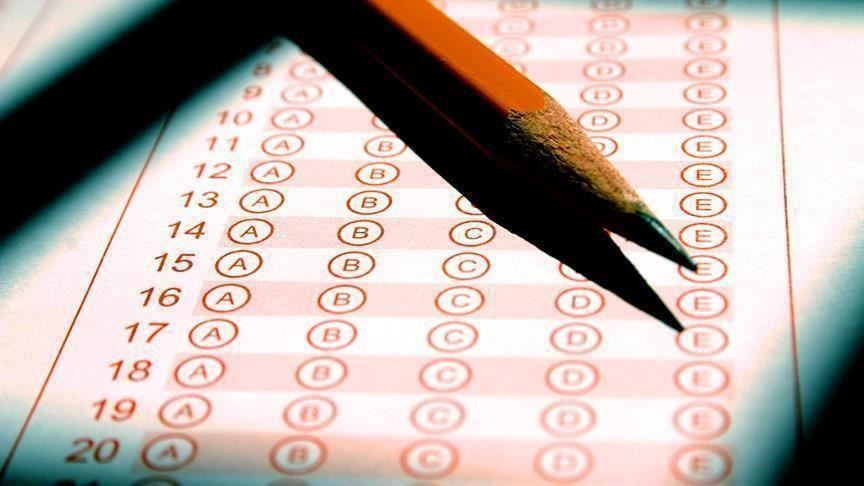 D E
D E
D E
8 A D E
9 A D E
10 A D E
11 A B D E
12 A B E
13 A B E
14 A B C E
15 A B C E
16 A B C D E
17 A B C D E
18 A B C D E
19 A B C D E
20 A B C D E